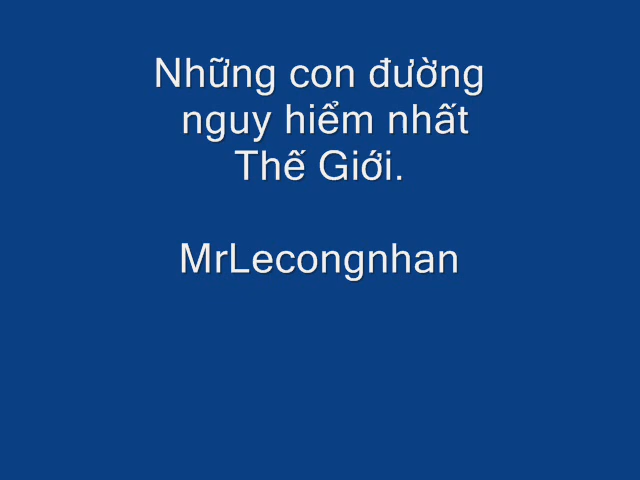 Những con đường
nguy hiểm nhất
Thế Giới.
MrLecongnhan